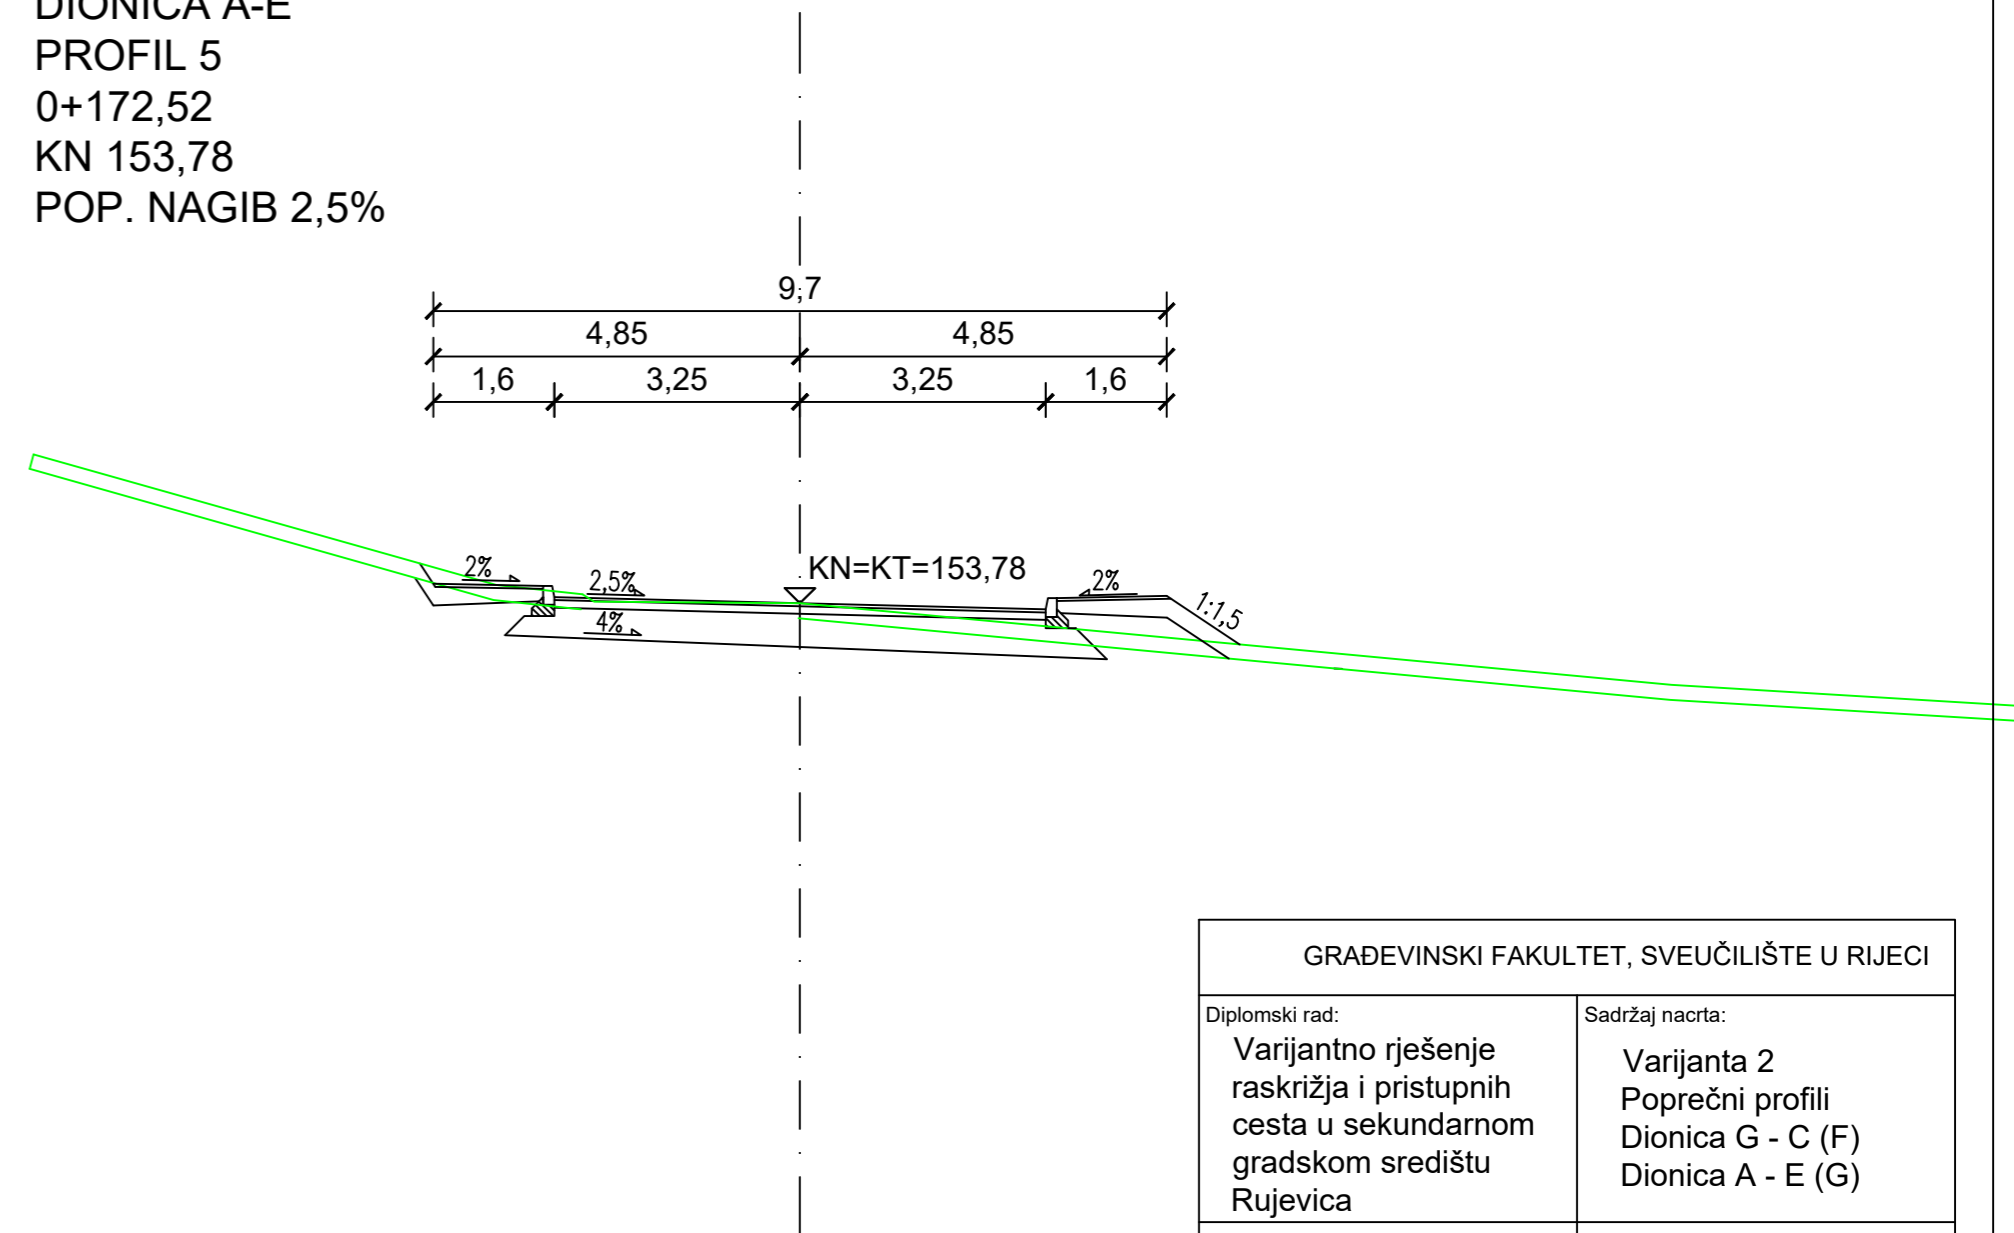 DIONICA A-E
PROFIL 5
0+172,52
KN 153,78
POP. NAGIB 2,5%
9,7
4,85 4,85
1,6 3,25 3,25 1,6
KN=KT=153,78
2% 2,5% 2%
1:1,5
4%
GRAĐEVINSKI FAKULTET, SVEUČILIŠTE U RIJECI
Diplomski rad:
Varijantno rješenje
raskrižja i pristupnih
cesta u sekundarnom
gradskom središtu
Rujevica
Sadržaj nacrta:
Varijanta 2
Poprečni profili
Dionica G - C (F)
Dionica A - E (G)